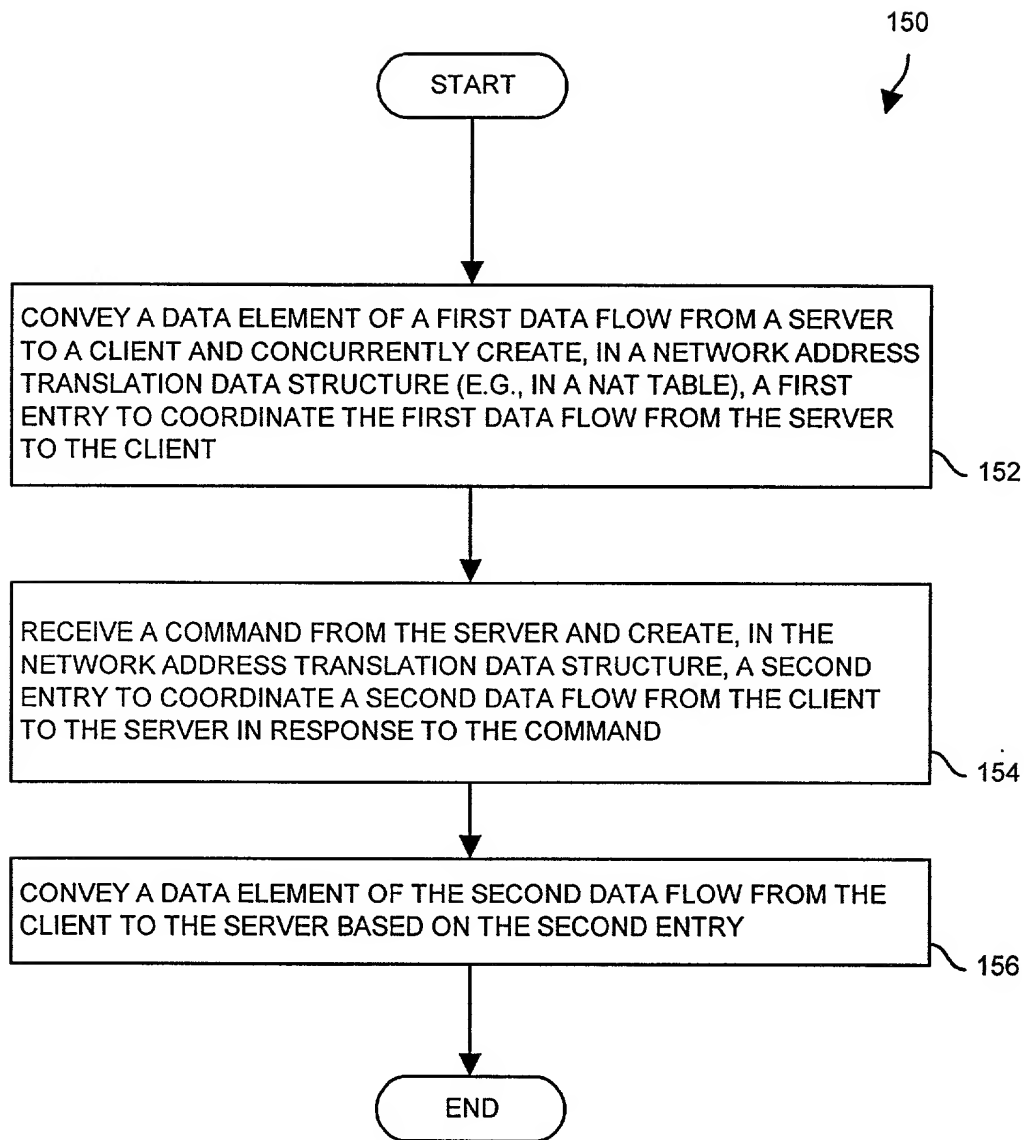 150
START
CONVEY A DATA ELEMENT OF A FIRST DATA FLOW FROM A SERVER
TO A CLIENT AND CONCURRENTLY CREATE, IN A NETWORK ADDRESS
TRANSLATION DATA STRUCTURE (E.G., IN A NAT TABLE), A FIRST
ENTRY TO COORDINATE THE FIRST DATA FLOW FROM THE SERVER
TO THE CLIENT
152
RECEIVE A COMMAND FROM THE SERVER AND CREATE, IN THE
NETWORK ADDRESS TRANSLATION DATA STRUCTURE, A SECOND
ENTRY TO COORDINATE A SECOND DATA FLOW FROM THE CLIENT
TO THE SERVER IN RESPONSE TO THE COMMAND
154
CONVEY A DATA ELEMENT OF THE SECOND DATA FLOW FROM THE
CLIENT TO THE SERVER BASED ON THE SECOND ENTRY
156
END